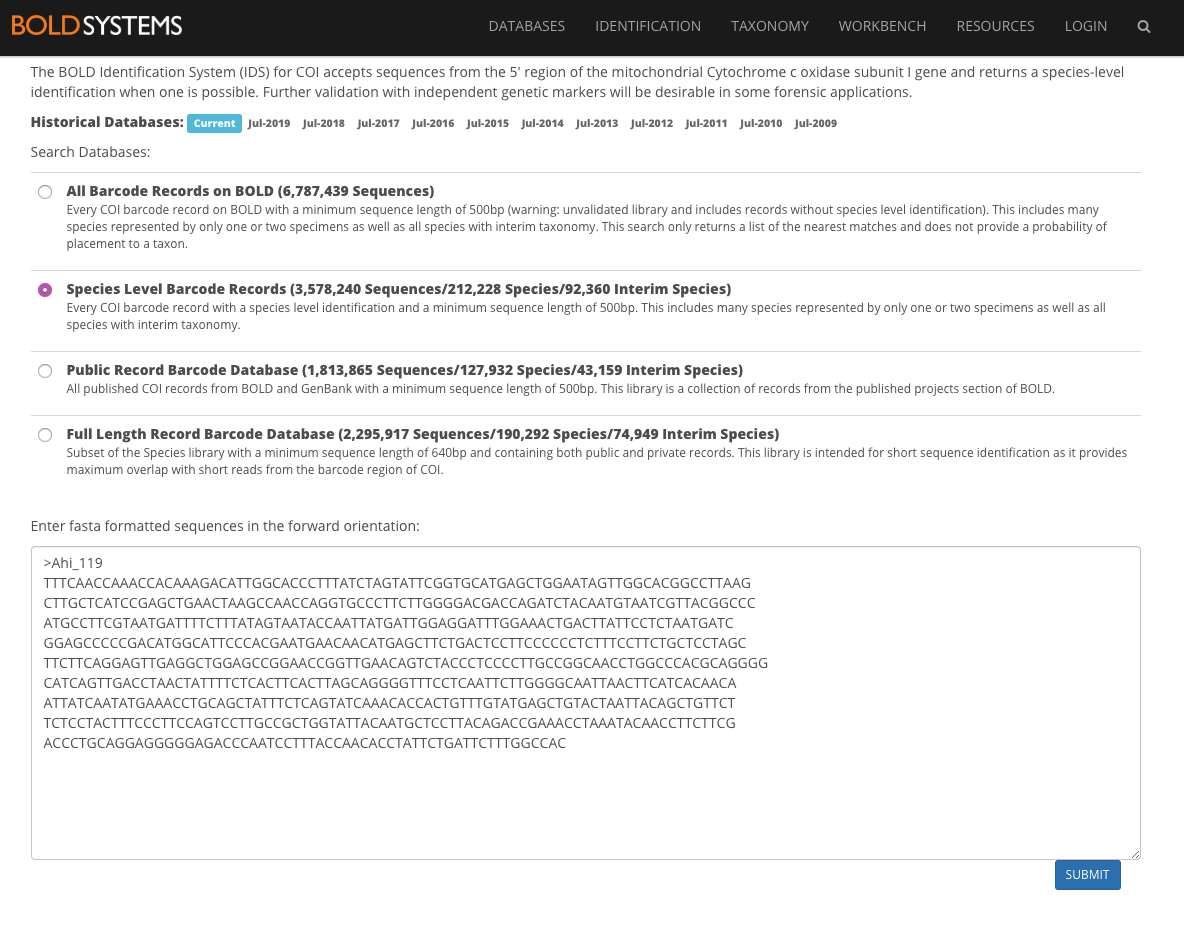 BOLDSYSTEMS
DATABASES IDENTIFICATION TAXONOMY WORKBENCH RESOURCES LOGIN
The BOLD Identification System (IDS) for COI accepts sequences from the 5' region of the mitochondrial Cytochrome c oxidase subunit I gene and returns a species-level
identification when one is possible. Further validation with independent genetic markers will be desirable in some forensic applications.
Historical Databases: Current Jul-2019 Jul-2018 Jul-2017 Jul-2016 Jul-2015 Jul-2014 Jul-2013 Jul-2012 Jul-2011 Jul-2010 Jul-2009
Search Databases:
All Barcode Records on BOLD (6,787,439 Sequences)
Every COI barcode record on BOLD with a minimum sequence length of 500bp (warning: unvalidated library and includes records without species level identification). This includes many
species represented by only one or two specimens as well as all species with interim taxonomy. This search only returns a list of the nearest matches and does not provide a probability of
placement to a taxon.
Species Level Barcode Records (3,578,240 Sequences/212,228 Species/92,360 Interim Species)
Every COI barcode record with a species level identification and a minimum sequence length of 500bp. This includes many species represented by only one or two specimens as well as all
species with interim taxonomy.
Public Record Barcode Database (1,813,865 Sequences/127,932 Species/43,159 Interim Species)
All published COI records from BOLD and GenBank with a minimum sequence length of 500bp. This library is a collection of records from the published projects section of BOLD.
Full Length Record Barcode Database (2,295,917 Sequences/190,292 Species/74,949 Interim Species)
Subset of the Species library with a minimum sequence length of 640bp and containing both public and private records. This library is intended for short sequence identification as it provides
maximum overlap with short reads from the barcode region of COI.
Enter fasta formatted sequences in the forward orientation:
>Ahi_119
TTTCAACCAAACCACAAAGACATTGGCACCCTTTATCTAGTATTCGGTGCATGAGCTGGAATAGTTGGCACGGCCTTAAG
CTTGCTCATCCGAGCTGAACTAAGCCAACCAGGTGCCCTTCTTGGGGACGACCAGATCTACAATGTAATCGTTACGGCCC
ATGCCTTCGTAATGATTTTCTTTATAGTAATACCAATTATGATTGGAGGATTTGGAAACTGACTTATTCCTCTAATGATC
GGAGCCCCCGACATGGCATTCCCACGAATGAACAACATGAGCTTCTGACTCCTTCCCCCCTCTTTCCTTCTGCTCCTAGC
TTCTTCAGGAGTTGAGGCTGGAGCCGGAACCGGTTGAACAGTCTACCCTCCCCTTGCCGGCAACCTGGCCCACGCAGGGG
CATCAGTTGACCTAACTATTTTCTCACTTCACTTAGCAGGGGTTTCCTCAATTCTTGGGGCAATTAACTTCATCACAACA
ATTATCAATATGAAACCTGCAGCTATTTCTCAGTATCAAACACCACTGTTTGTATGAGCTGTACTAATTACAGCTGTTCT
TCTCCTACTTTCCCTTCCAGTCCTTGCCGCTGGTATTACAATGCTCCTTACAGACCGAAACCTAAATACAACCTTCTTCG
ACCCTGCAGGAGGGGGAGACCCAATCCTTTACCAACACCTATTCTGATTCTTTGGCCAC
SUBMIT